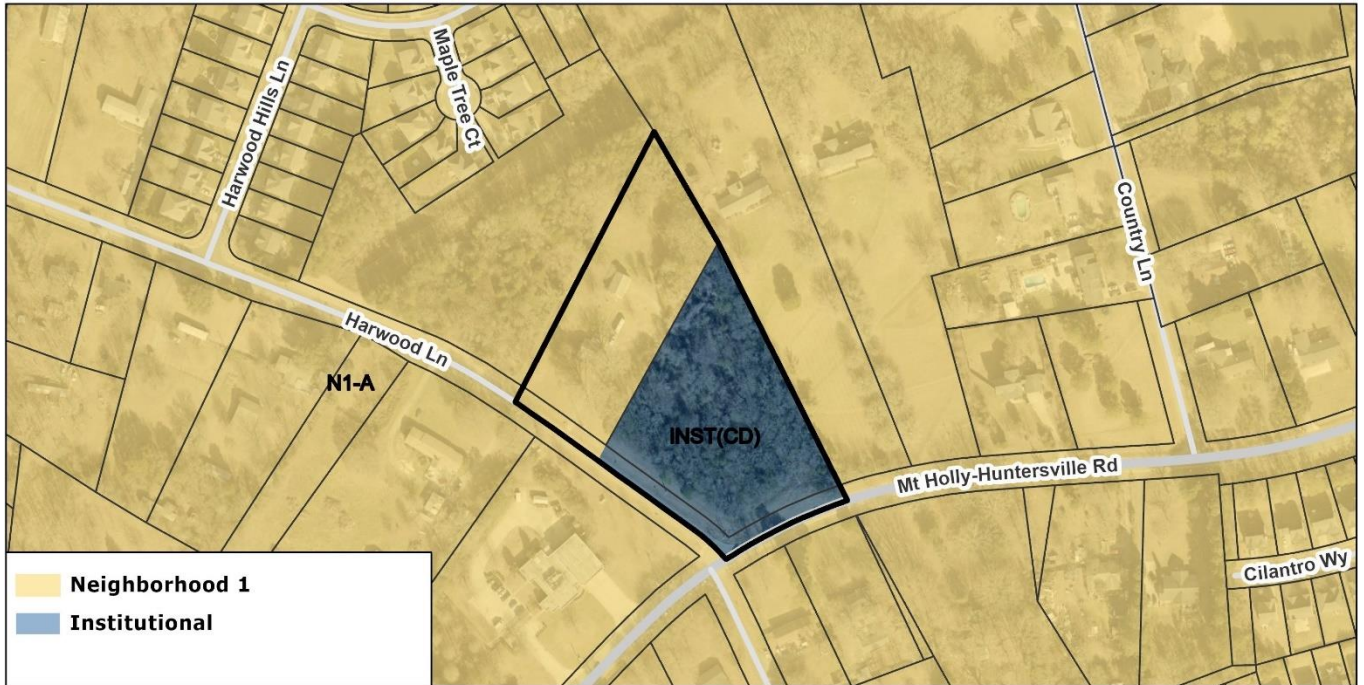 Maple Tree Ct
Harwood Hills Ln
Country Ln
Harwood Ln
N1-A
INST(CD)
Mt Holly-Huntersville Rd
Cilantro Wy
Neighborhood 1
Institutional